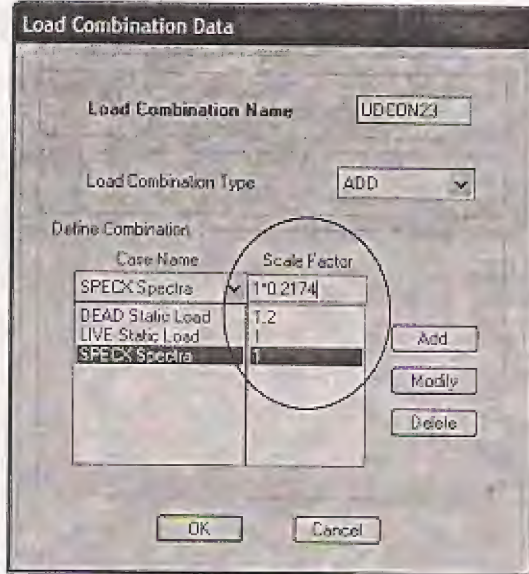 Load Combination Data
Load Combination Name UDCON23
Load Combination Type ADD
Define Combination
Case Name Scale Factor
SPECX Spectra 1*0.2174
DEAD Static Load 1.2
LIVE Static Load 1
SPECX Spectra 1
Add
Modify
Delete
OK Cancel